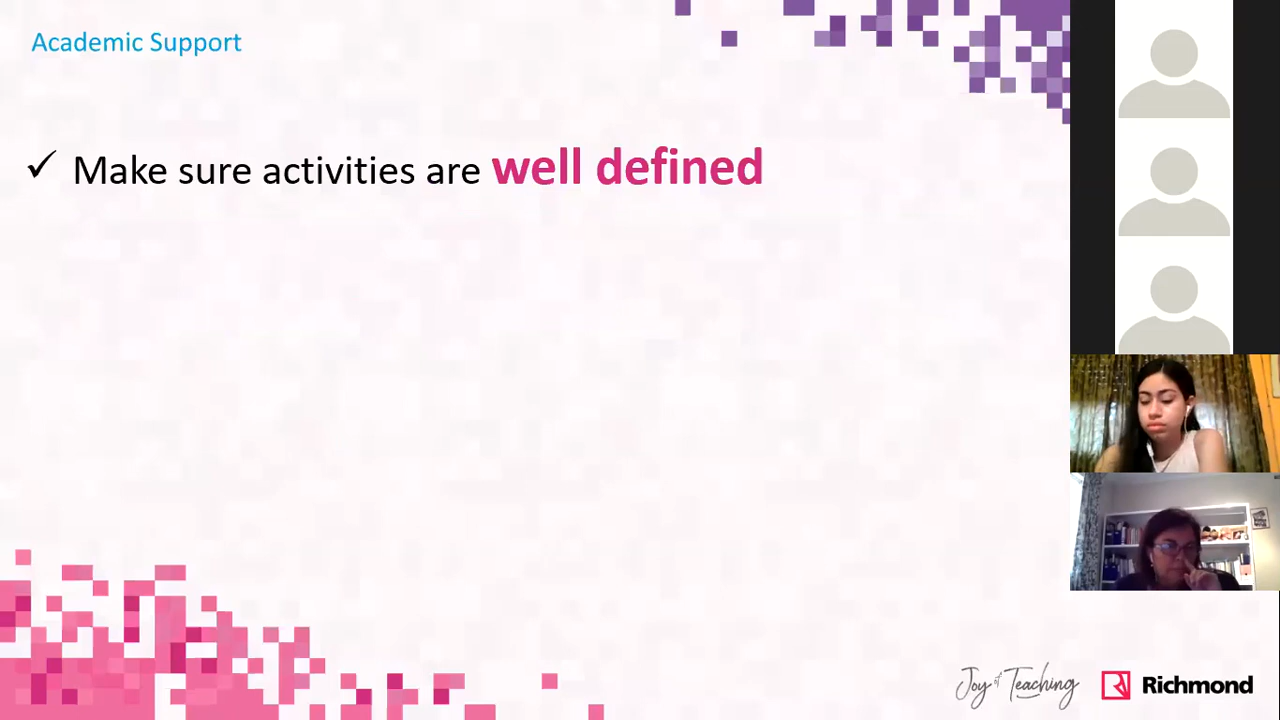 Academic Support
✓ Make sure activities are well defined
Joy of Teaching
Richmond